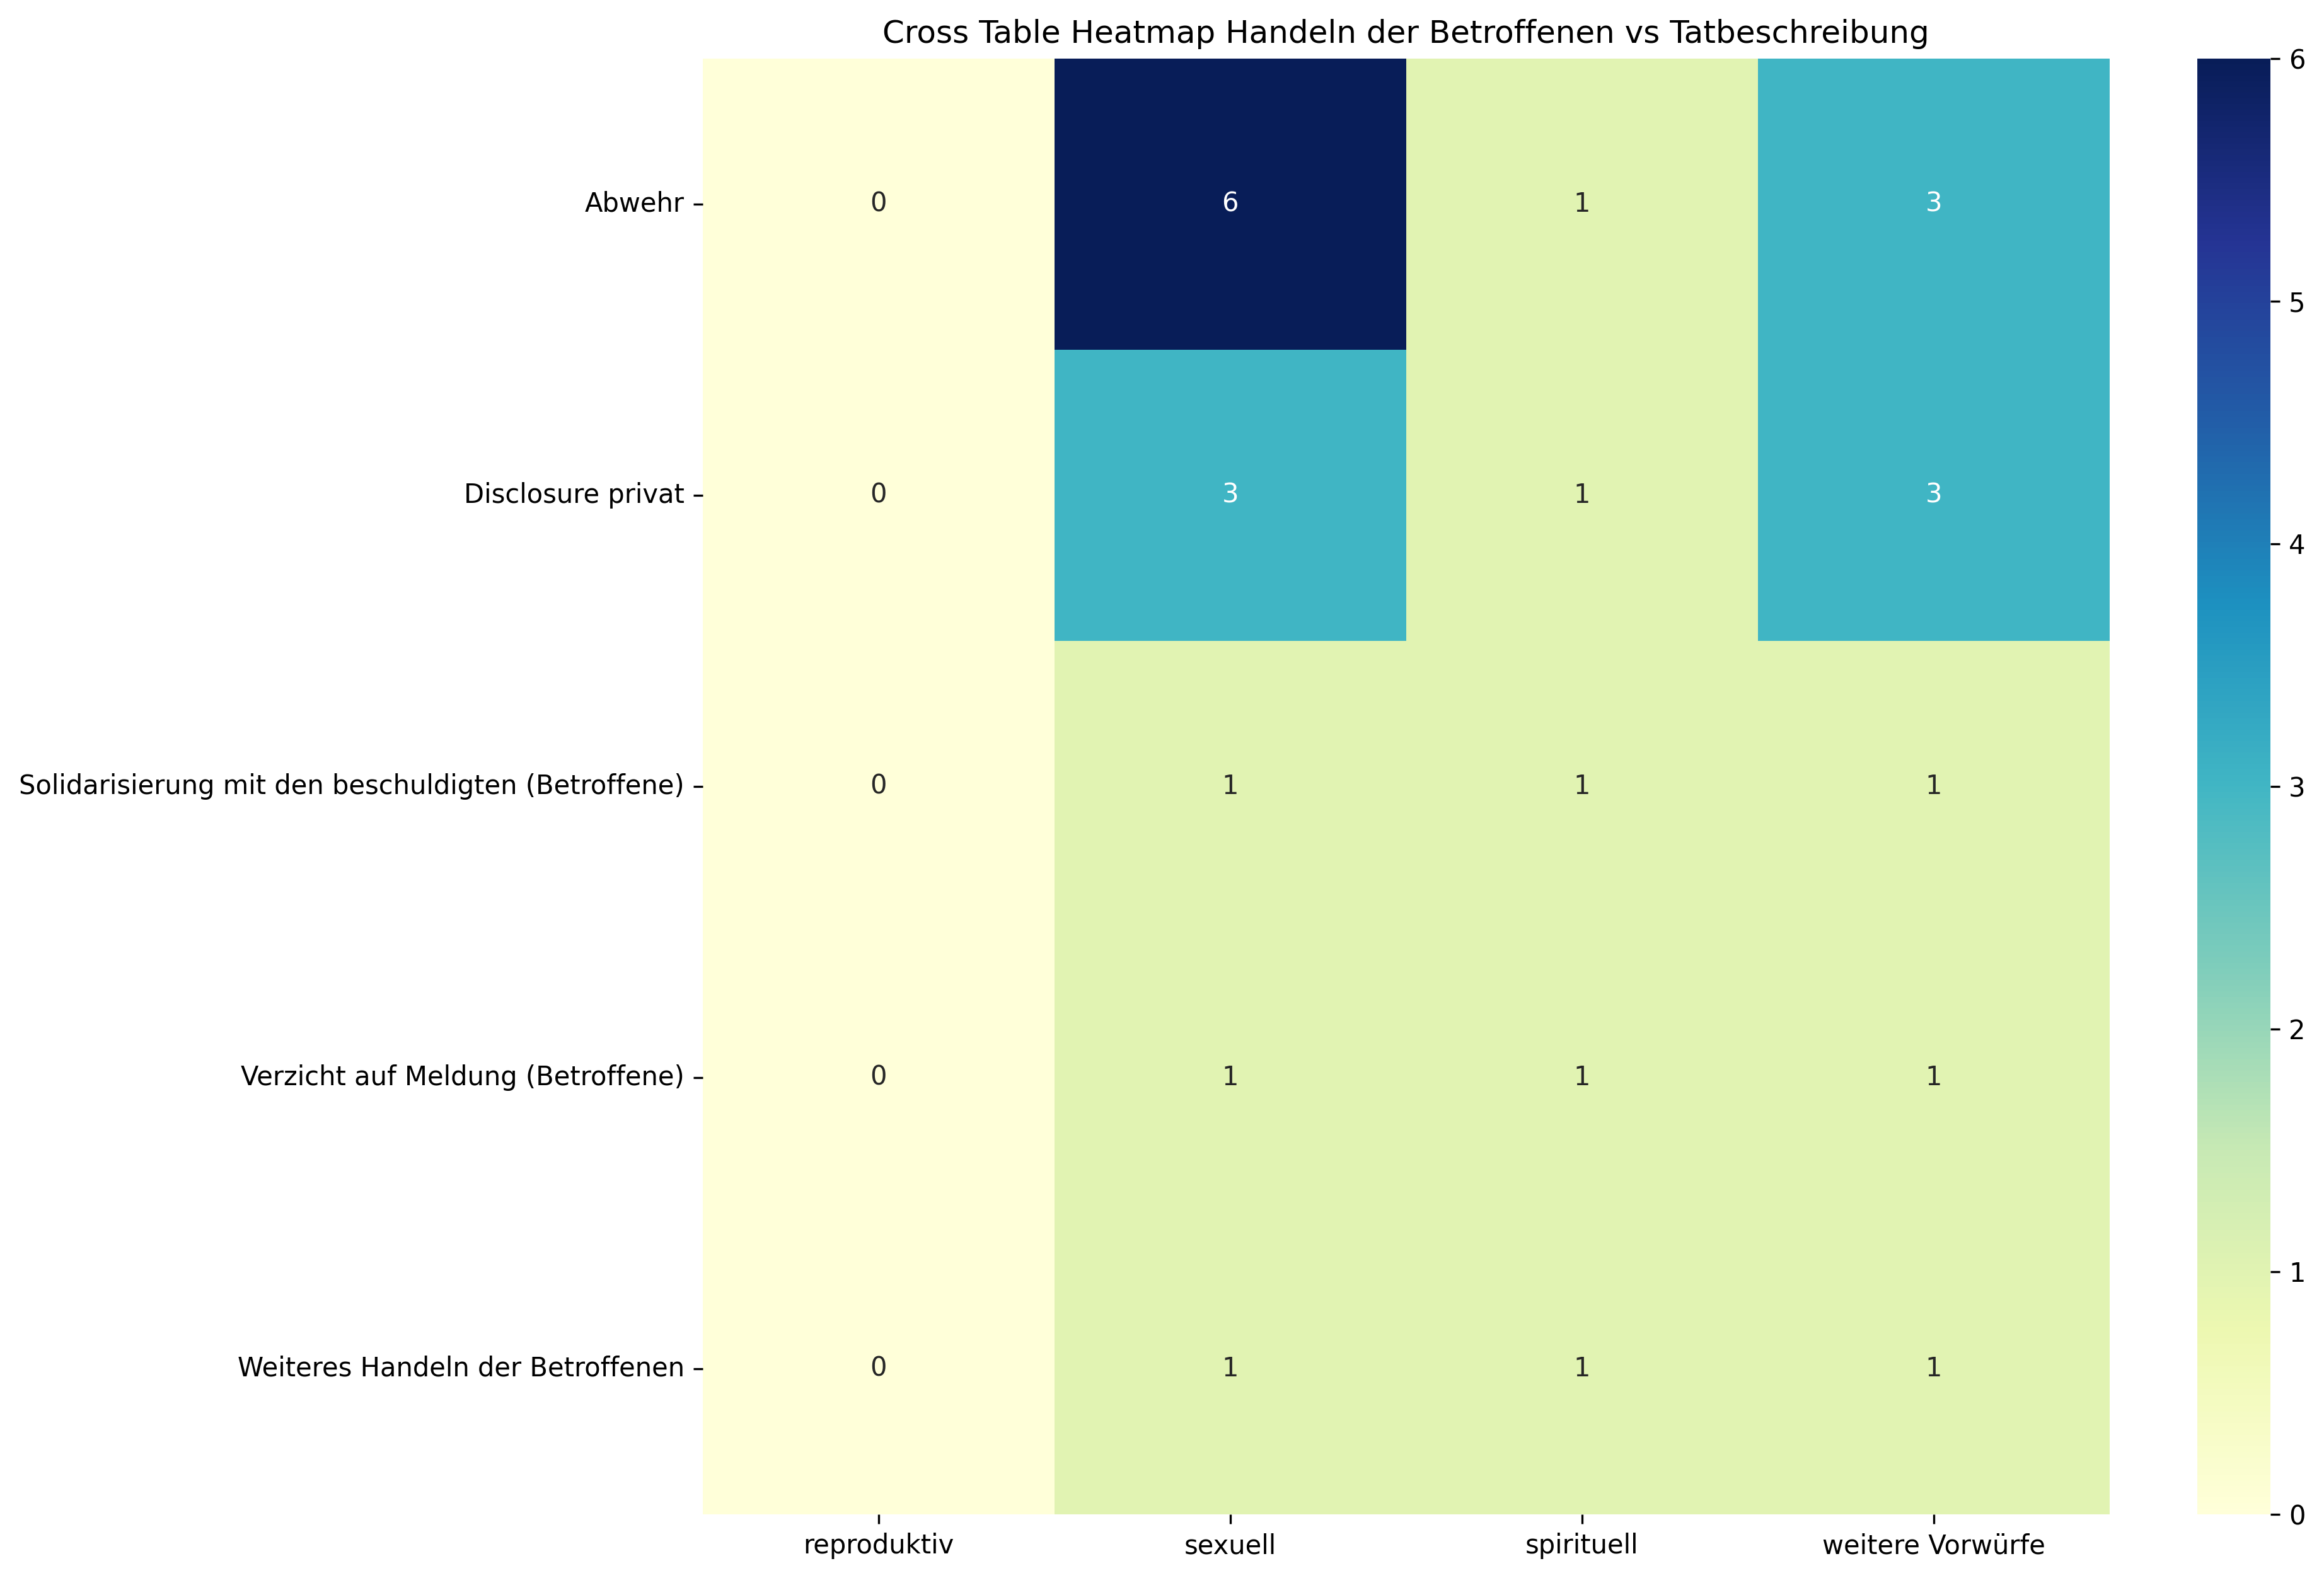 Cross Table Heatmap Handeln der Betroffenen vs Tatbeschreibung
Abwehr 0 6 1 3
Disclosure privat 0 3 1 3
Solidarisierung mit den beschuldigten (Betroffene) 0 1 1 1
Verzicht auf Meldung (Betroffene) 0 1 1 1
Weiteres Handeln der Betroffenen 0 1 1 1
reproduktiv sexuell spirituell weitere Vorwürfe
6
5
4
3
2
1
0